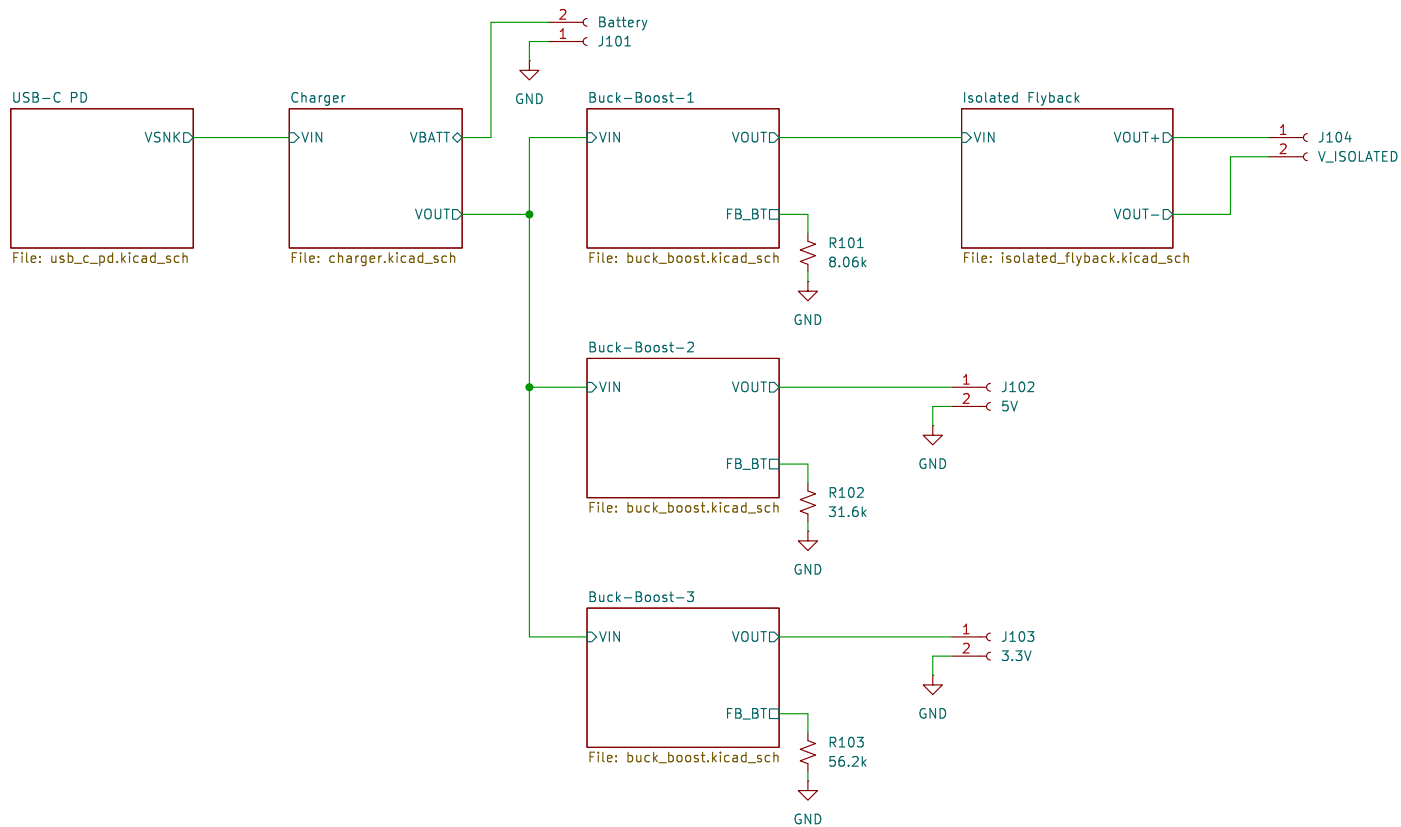 2 Battery
1 J101
GND
USB-C PD
VSNK
File: usb_c_pd.kicad_sch
Charger
VIN VBATT
VOUT
File: charger.kicad_sch
Buck-Boost-1
VIN VOUT
FB_BT
File: buck_boost.kicad_sch
R101
8.06k
GND
Isolated Flyback
VIN VOUT+
VOUT-
File: isolated_flyback.kicad_sch
1 J104
2 V_ISOLATED
Buck-Boost-2
VIN VOUT
FB_BT
File: buck_boost.kicad_sch
1 J102
2 5V
GND
R102
31.6k
GND
Buck-Boost-3
VIN VOUT
FB_BT
File: buck_boost.kicad_sch
1 J103
2 3.3V
GND
R103
56.2k
GND